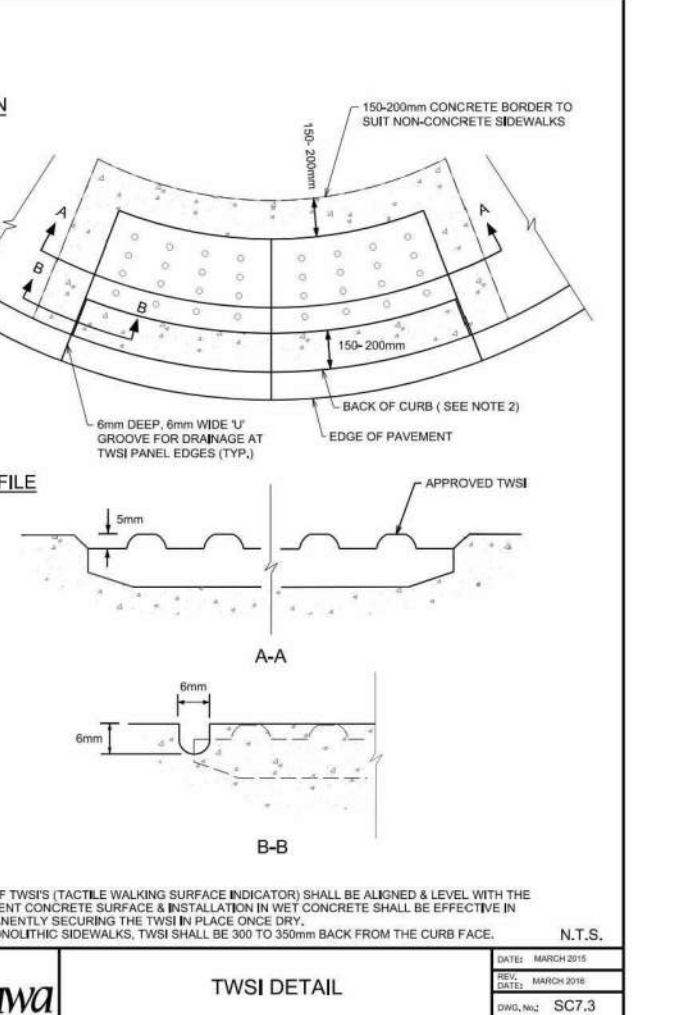 N
150-200mm CONCRETE BORDER TO
SUIT NON-CONCRETE SIDEWALKS
150- 200mm
A
A
B
B
150- 200mm
BACK OF CURB ( SEE NOTE 2)
6mm DEEP, 6mm WIDE 'U'
GROOVE FOR DRAINAGE AT
TWSI PANEL EDGES (TYP.)
EDGE OF PAVEMENT
FILE
APPROVED TWSI
5mm
A-A
6mm
6mm
B-B
F TWSI'S (TACTILE WALKING SURFACE INDICATOR) SHALL BE ALIGNED & LEVEL WITH THE
ENT CONCRETE SURFACE & INSTALLATION IN WET CONCRETE SHALL BE EFFECTIVE IN
ANENTLY SECURING THE TWSI IN PLACE ONCE DRY.
NOLITHIC SIDEWALKS, TWSI SHALL BE 300 TO 350mm BACK FROM THE CURB FACE.
N.T.S.
wa
TWSI DETAIL
DATE: MARCH 2015
REV. DATE: MARCH 2016
DWG. No.: SC7.3